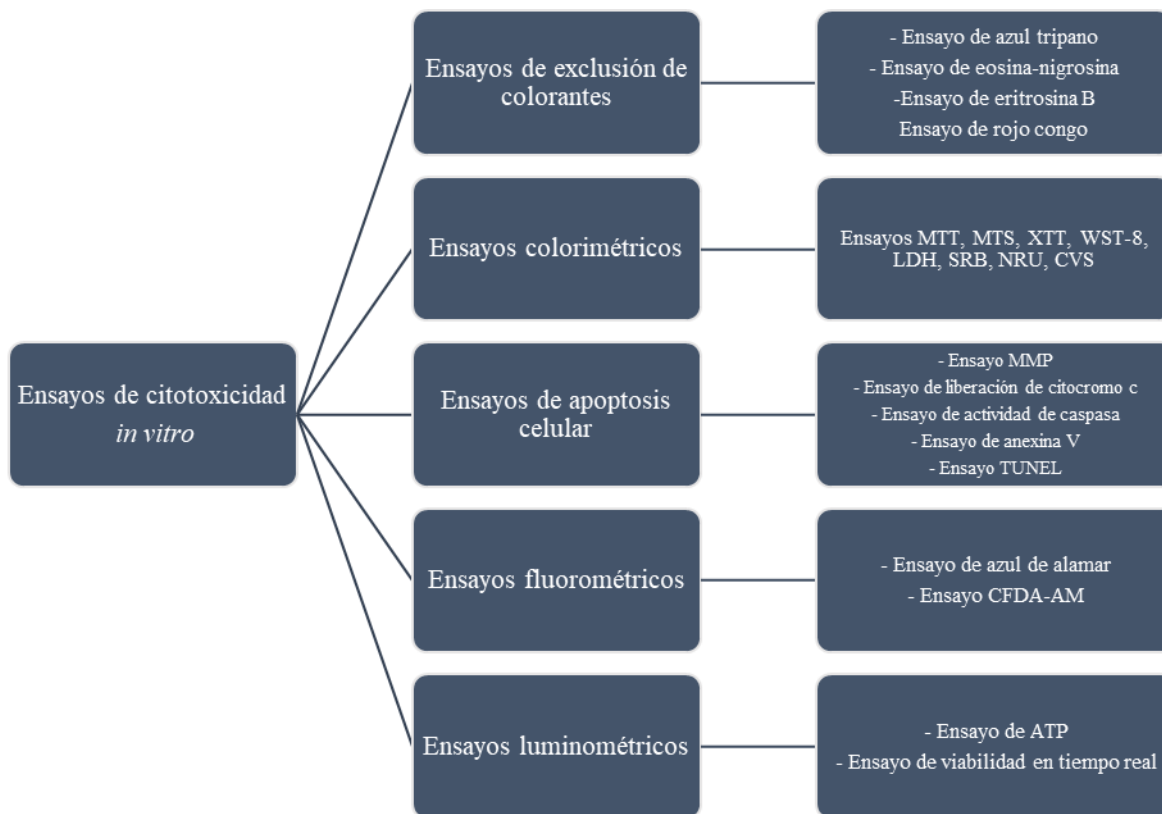 Ensayos de citotoxicidad
in vitro
Ensayos de exclusión de
colorantes
- Ensayo de azul tripano
- Ensayo de eosina-nigrosina
-Ensayo de eritrosina B
Ensayo de rojo congo
Ensayos colorimétricos
Ensayos MTT, MTS, XTT, WST-8,
LDH, SRB, NRU, CVS
Ensayos de apoptosis
celular
- Ensayo MMP
- Ensayo de liberación de citocromo c
- Ensayo de actividad de caspasa
- Ensayo de anexina V
- Ensayo TUNEL
Ensayos fluorométricos
- Ensayo de azul de alamar
- Ensayo CFDA-AM
Ensayos luminométricos
- Ensayo de ATP
- Ensayo de viabilidad en tiempo real